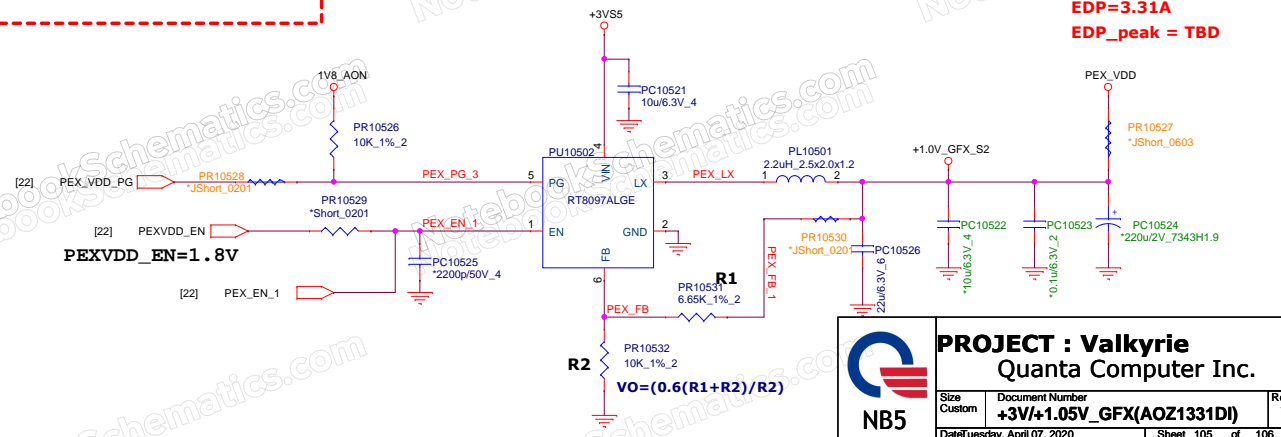 EDP=3.31A
EDP_peak = TBD
+3VS5
1V8_AON
PC10521
10u/6.3V_4
PEX_VDD
PR10526
10K_1%_2
PU10502
4
VIN
PL10501
2.2uH_2.5x2.0x1.2
+1.0V_GFX_S2
PR10527
*JShort_0603
[22] PEX_VDD_PG
PR10528
*JShort_0201
PEX_PG_3
5
PG
LX
3
PEX_LX
1
2
RT8097ALGE
PR10529
*Short_0201
[22] PEXVDD_EN
PEX_EN_1
1
EN
GND
2
FB
6
PEXVDD_EN=1.8V
PC10525
*2200p/50V_4
[22] PEX_EN_1
PR10530
*JShort_0201
PEX_FB_1
PC10526
22u/6.3V_6
PC10522
*10u/6.3V_4
PC10523
*0.1u/6.3V_2
+
PC10524
*220u/2V_7343H1.9
R1
PR10531
6.65K_1%_2
PEX_FB
R2
PR10532
10K_1%_2
VO=(0.6(R1+R2)/R2)
NB5
PROJECT : Valkyrie
Quanta Computer Inc.
Size
Custom
Document Number
+3V/+1.05V_GFX(AOZ1331DI)
DateTuesday, April 07, 2020
Sheet 105 of 106
NotebookSchematics.com